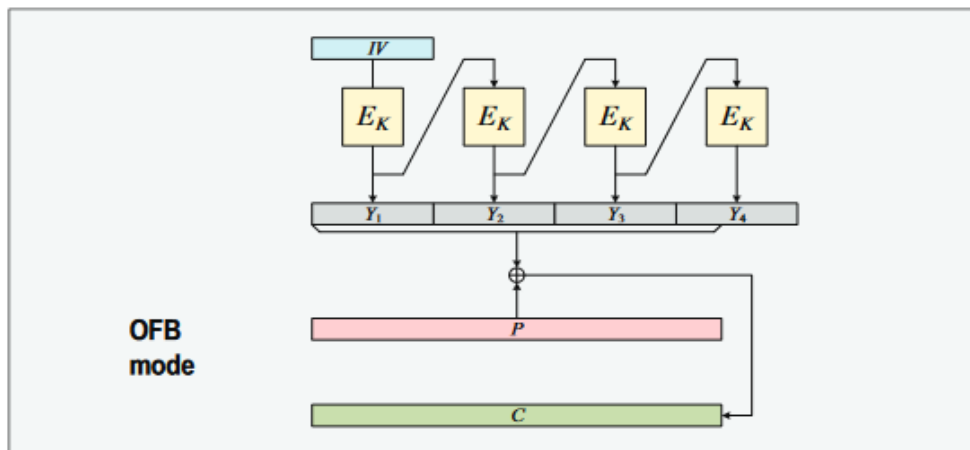 IV
E_K E_K E_K E_K
Y_1 Y_2 Y_3 Y_4
OFB
mode
P
C